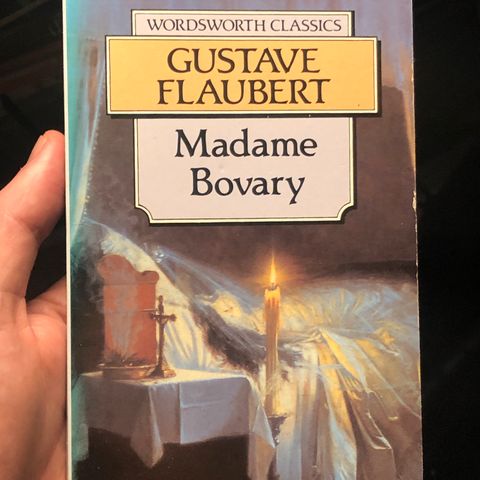 WORDSWORTH CLASSICS
GUSTAVE
FLAUBERT
Madame
Bovary